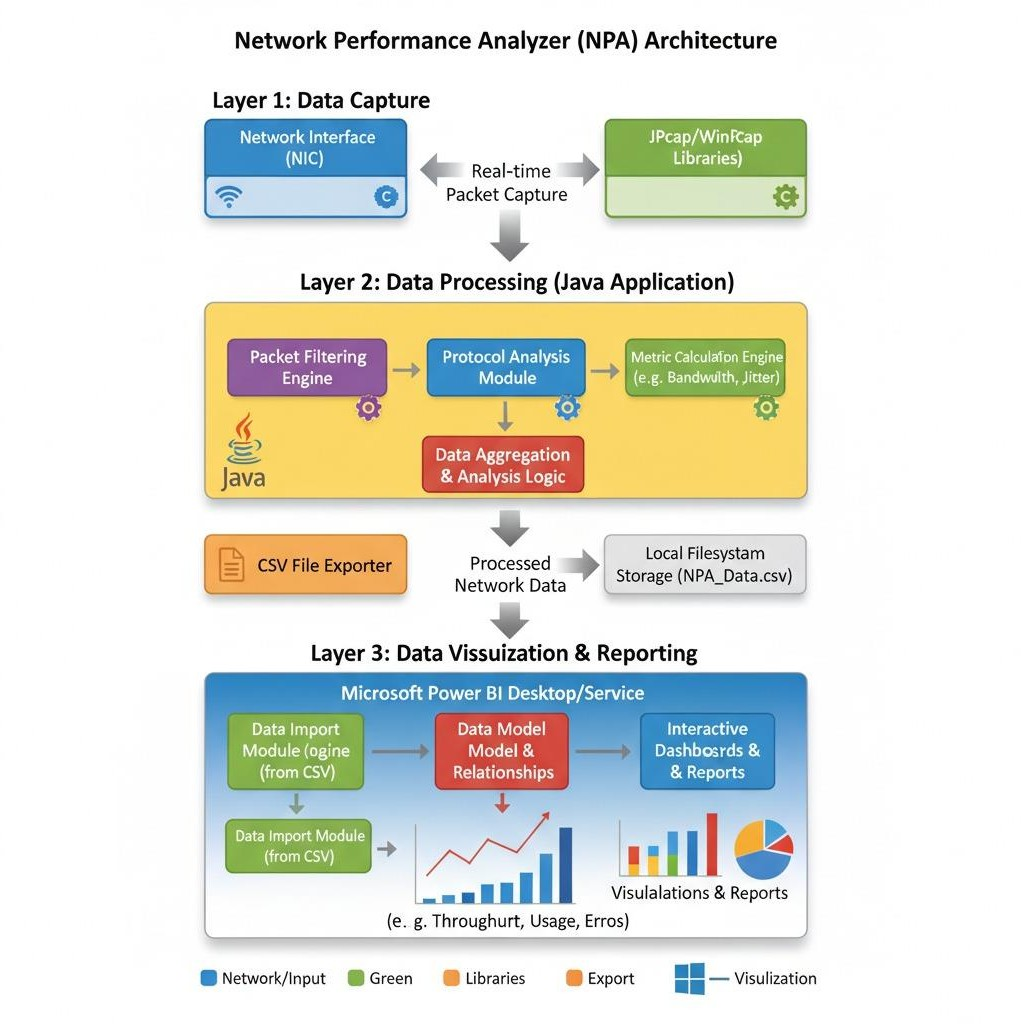 Network Performance Analyzer (NPA) Architecture
Layer 1: Data Capture
Network Interface
(NIC)
C
Real-time
Packet Capture
JPcap/WinPcap
Libraries)
C
Layer 2: Data Processing (Java Application)
Packet Filtering
Engine
Protocol Analysis
Module
Metric Calculation Engine
(e.g. Bandwidth, Jitter)
Java
Data Aggregation
& Analysis Logic
CSV File Exporter
Processed
Network Data
Local Filesystam
Storage (NPA_Data.csv)
Layer 3: Data Vissuization & Reporting
Microsoft Power BI Desktop/Service
Data Import
Module (ogine
(from CSV)
Data Model
Model &
Relationships
Interactive
Dashboards &
& Reports
Data Import Module
(from CSV)
(e. g. Throughurt, Usage, Erros)
Visulalations & Reports
Network/Input
Green
Libraries
Export
Visulization